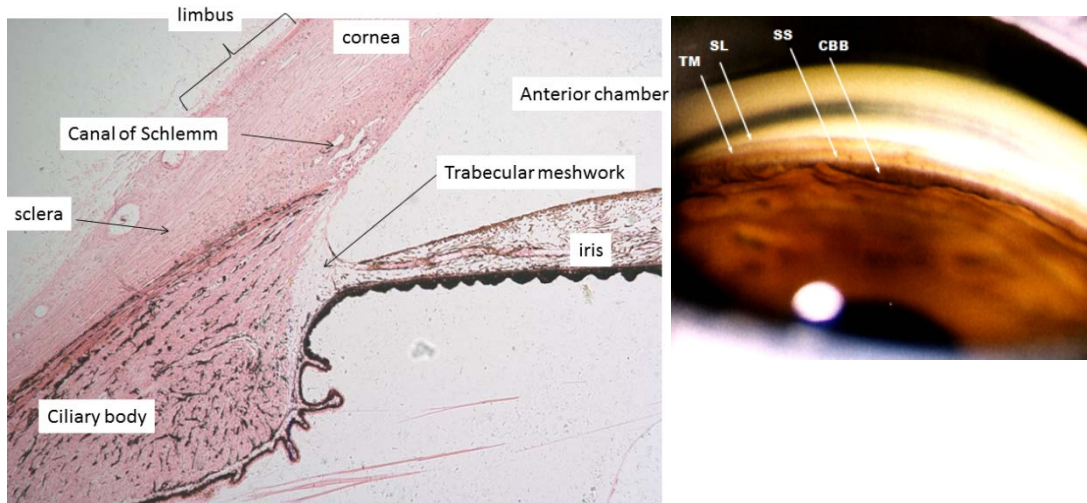 limbus
cornea
Anterior chamber
Canal of Schlemm
Trabecular meshwork
sclera
iris
Ciliary body
TM
SL
SS
CBB